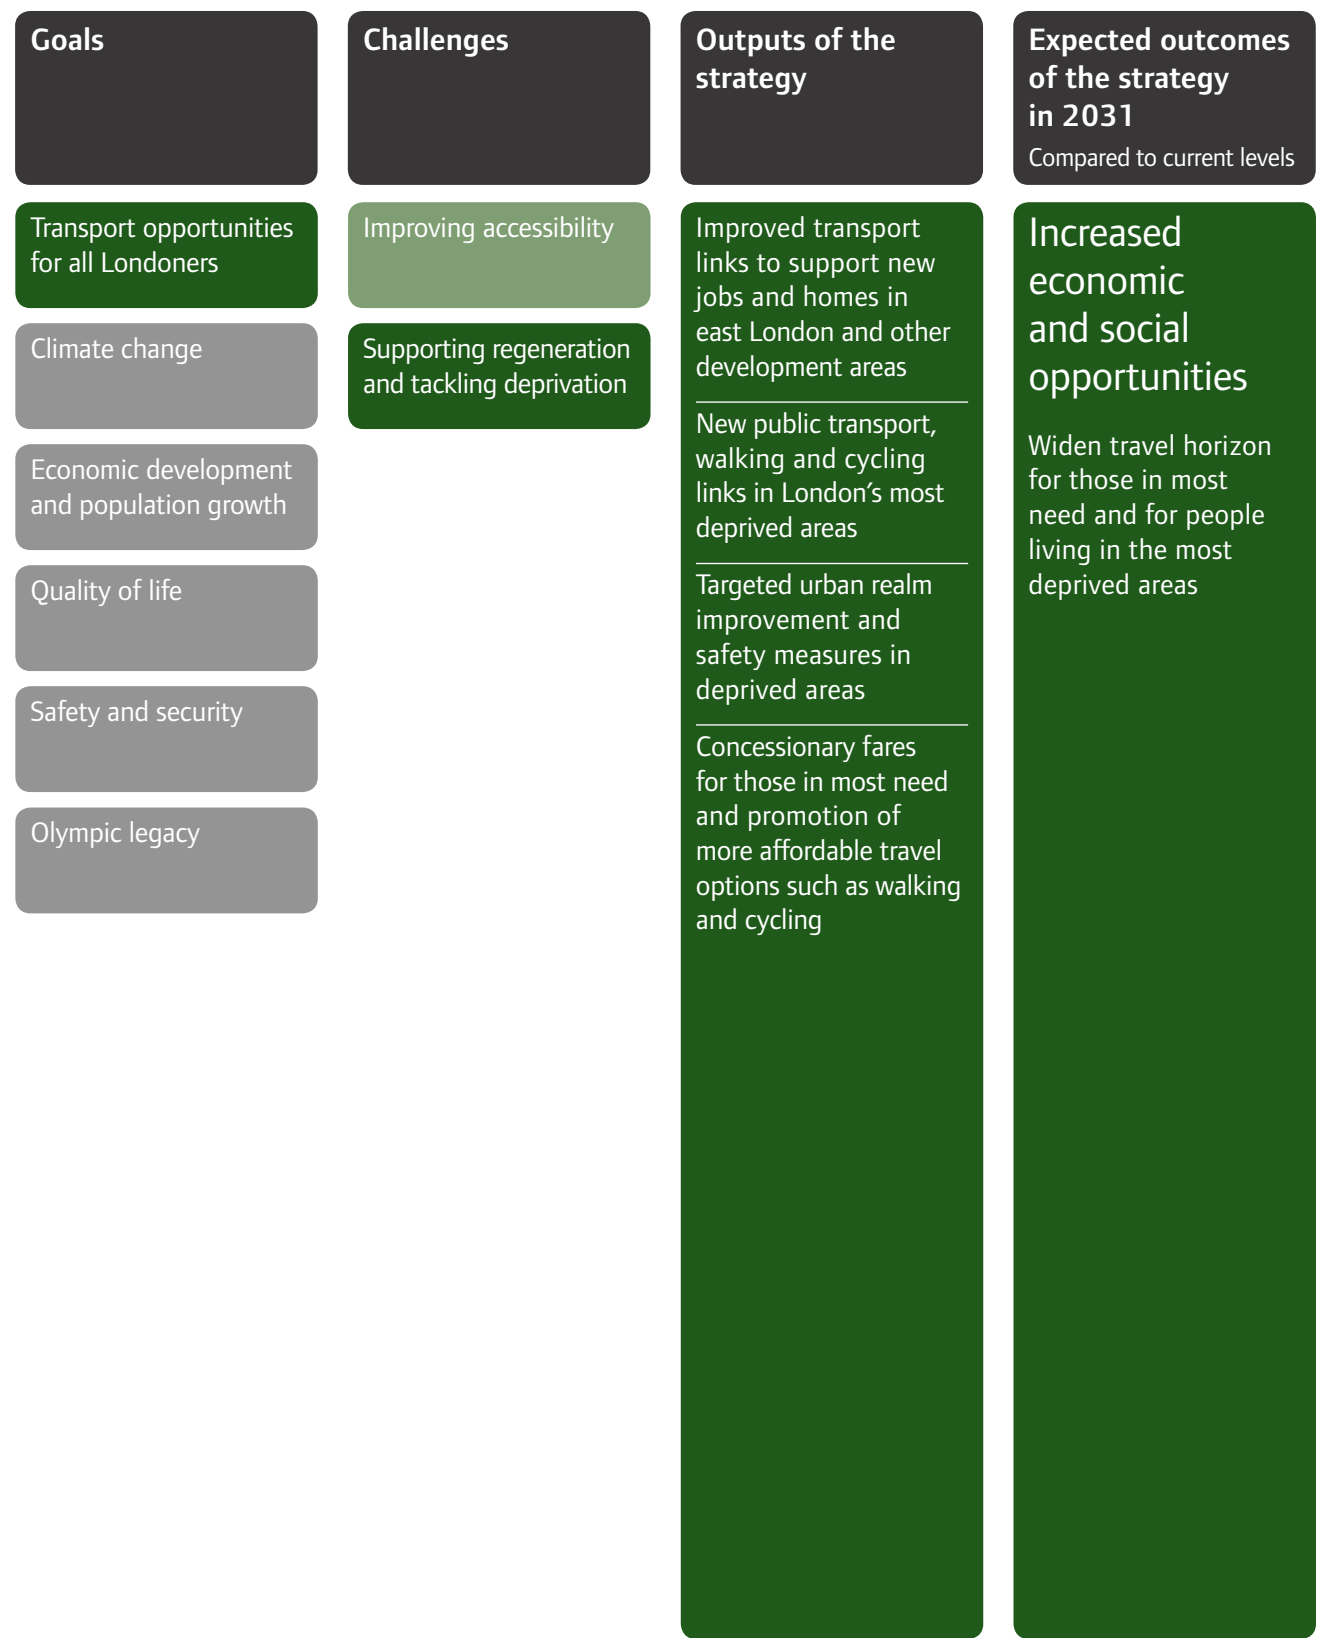 Goals
Challenges
Outputs of the
strategy
Expected outcomes
of the strategy
in 2031
Compared to current levels
Transport opportunities
for all Londoners
Climate change
Economic development
and population growth
Quality of life
Safety and security
Olympic legacy
Improving accessibility
Supporting regeneration
and tackling deprivation
Improved transport
links to support new
jobs and homes in
east London and other
development areas
New public transport,
walking and cycling
links in London’s most
deprived areas
Targeted urban realm
improvement and
safety measures in
deprived areas
Concessionary fares
for those in most need
and promotion of
more affordable travel
options such as walking
and cycling
Increased
economic
and social
opportunities
Widen travel horizon
for those in most
need and for people
living in the most
deprived areas